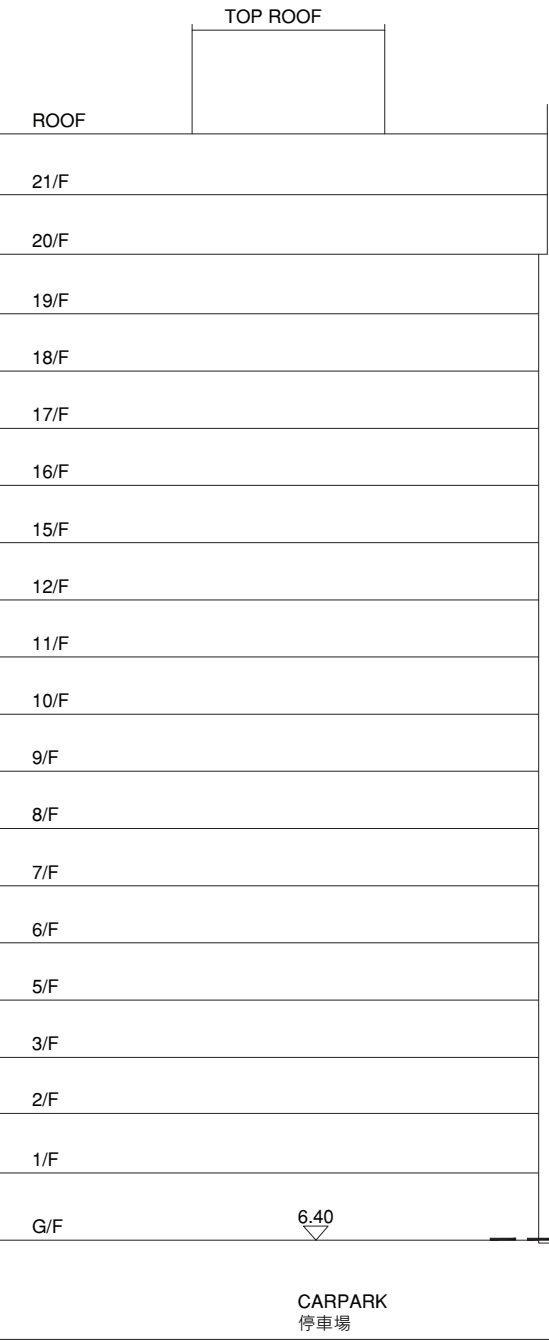 TOP ROOF
ROOF
21/F
20/F
19/F
18/F
17/F
16/F
15/F
12/F
11/F
10/F
9/F
8/F
7/F
6/F
5/F
3/F
2/F
1/F
G/F 6.40
CARPARK
停車場